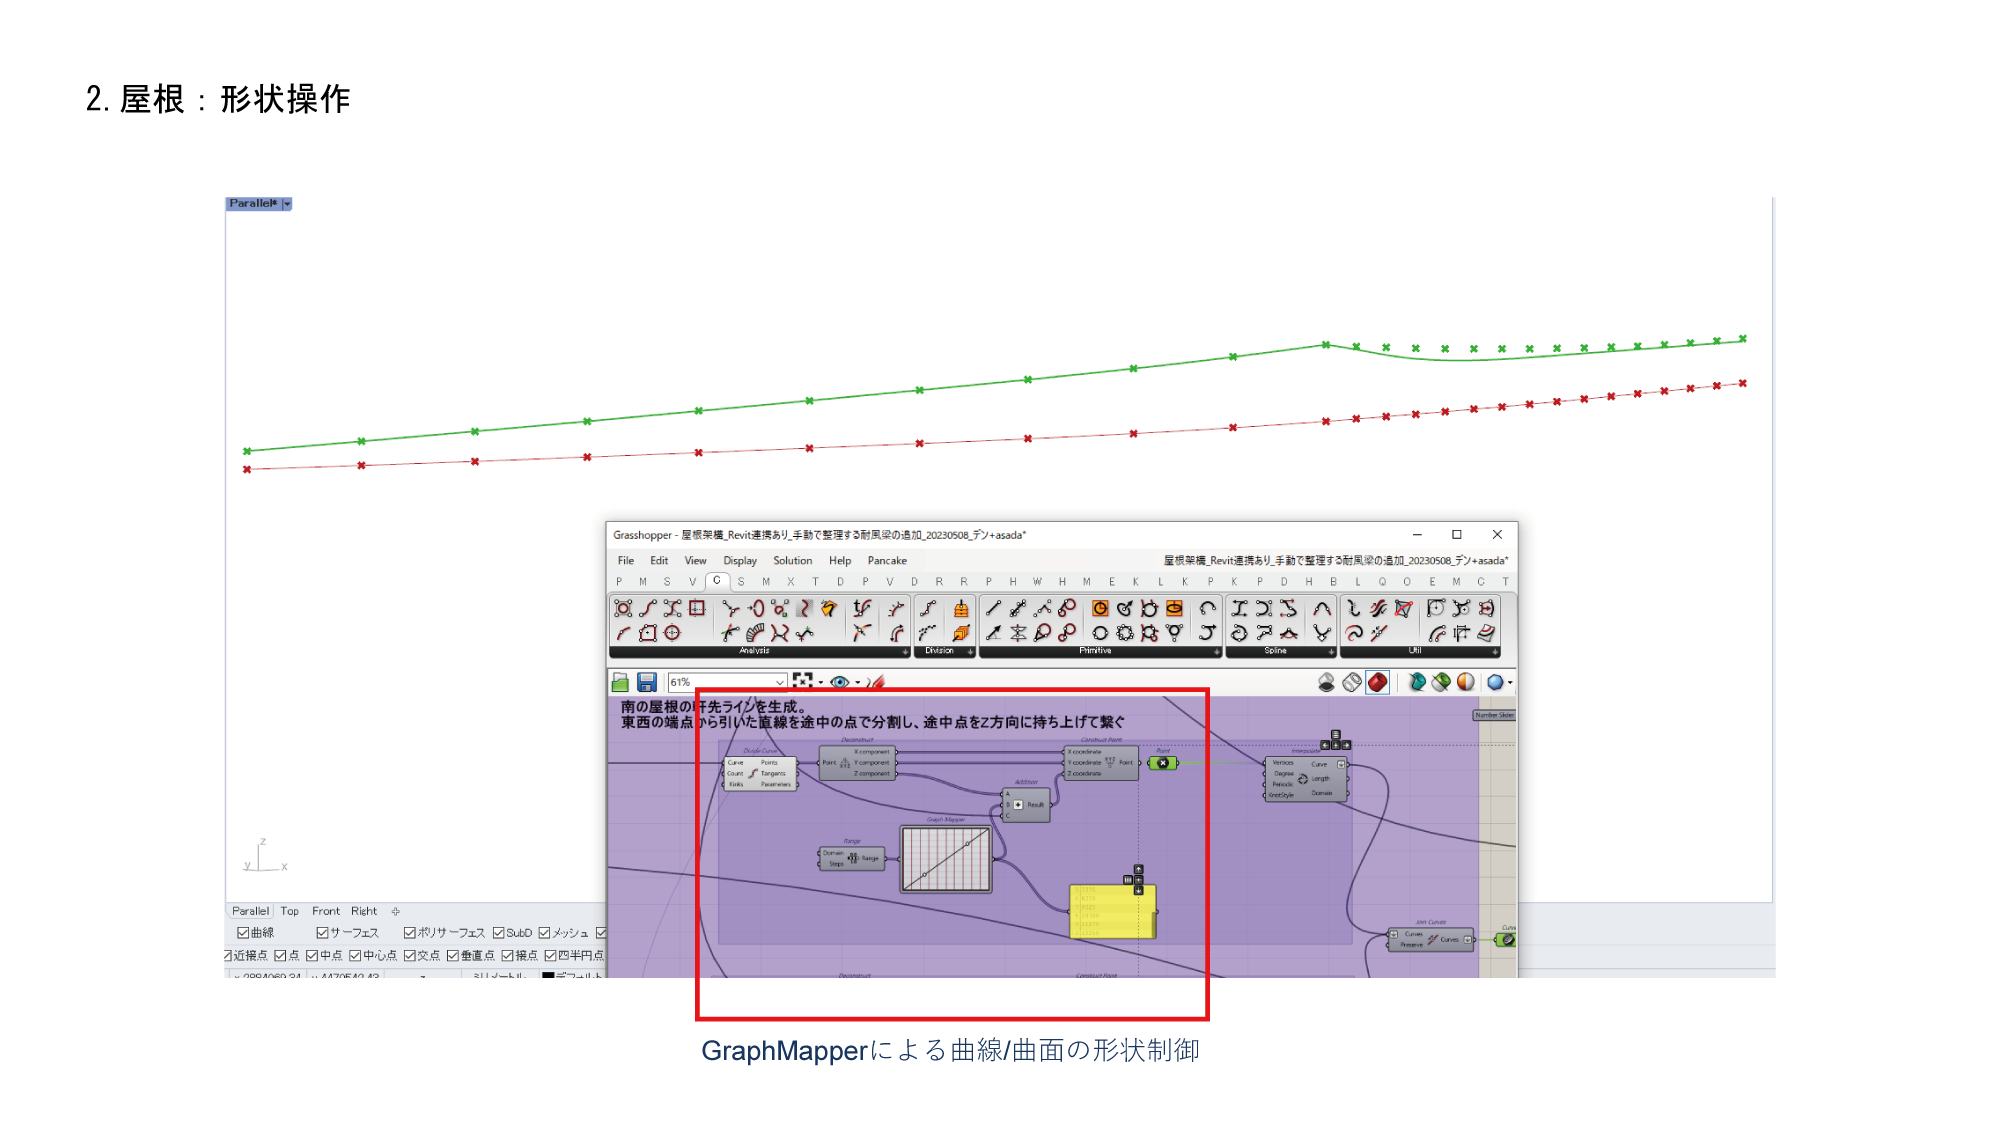 2. 屋根：形状操作
Parallel*
Grasshopper - 屋根架構_Revit連携あり_手動で整理する耐風梁の追加_20230508_デン+asada*
File Edit View Display Solution Help Pancake 屋根架構_Revit連携あり_手動で整理する耐風梁の追加_20230508_デン+asada*
P M S V C S M X T D P V D R R P H W H M E K L K P K P D H B L Q O E M C T
Analysis Division Primitive Spline Util
61%
南の屋根の軒先ラインを生成。
東西の端点から引いた直線を途中の点で分割し、途中点をZ方向に持ち上げて繋ぐ
Number Slider
Deconstruct Construct Point
Divide Curve Point Interpolate
Curve Points
Count Tangents
Kinks Parameters
Point X component
Y component
Z component
X coordinate
Y coordinate Point
Z coordinate
Vertices Curve
Degree Length
Periodic Domain
KnotStyle
Addition
A
B Result
C
Graph Mapper
Range
Domain Range
Steps
Join Curves
Curves Curves
Preserve
z
y x
Parallel Top Front Right
曲線 サーフェス ポリサーフェス SubD メッシュ
近接点 点 中点 中心点 交点 垂直点 接点 四半円点
Deconstruct Construct Point
GraphMapperによる曲線/曲面の形状制御